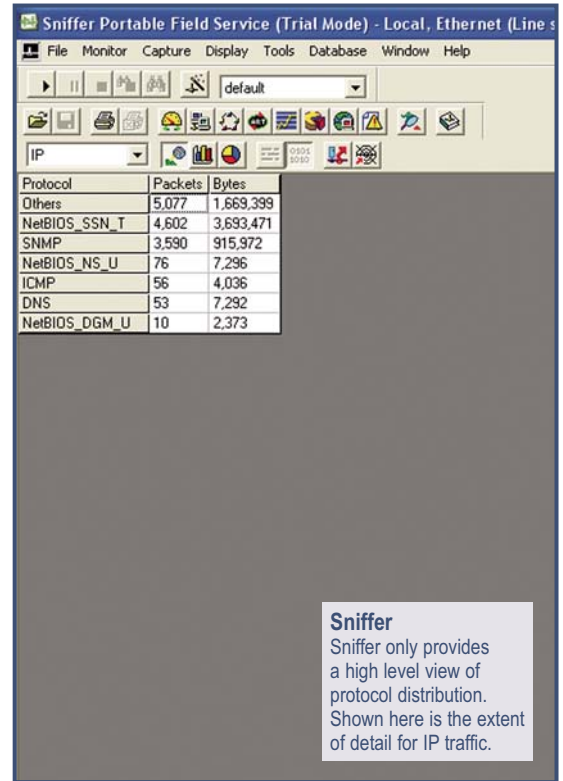 Sniffer Portable Field Service (Trial Mode) - Local, Ethernet (Line s
File Monitor Capture Display Tools Database Window Help
default
IP
Protocol Packets Bytes
Others 5,077 1,669,399
NetBIOS_SSN_T 4,602 3,693,471
SNMP 3,590 915,972
NetBIOS_NS_U 76 7,296
ICMP 56 4,036
DNS 53 7,292
NetBIOS_DGM_U 10 2,373
Sniffer
Sniffer only provides
a high level view of
protocol distribution.
Shown here is the extent
of detail for IP traffic.